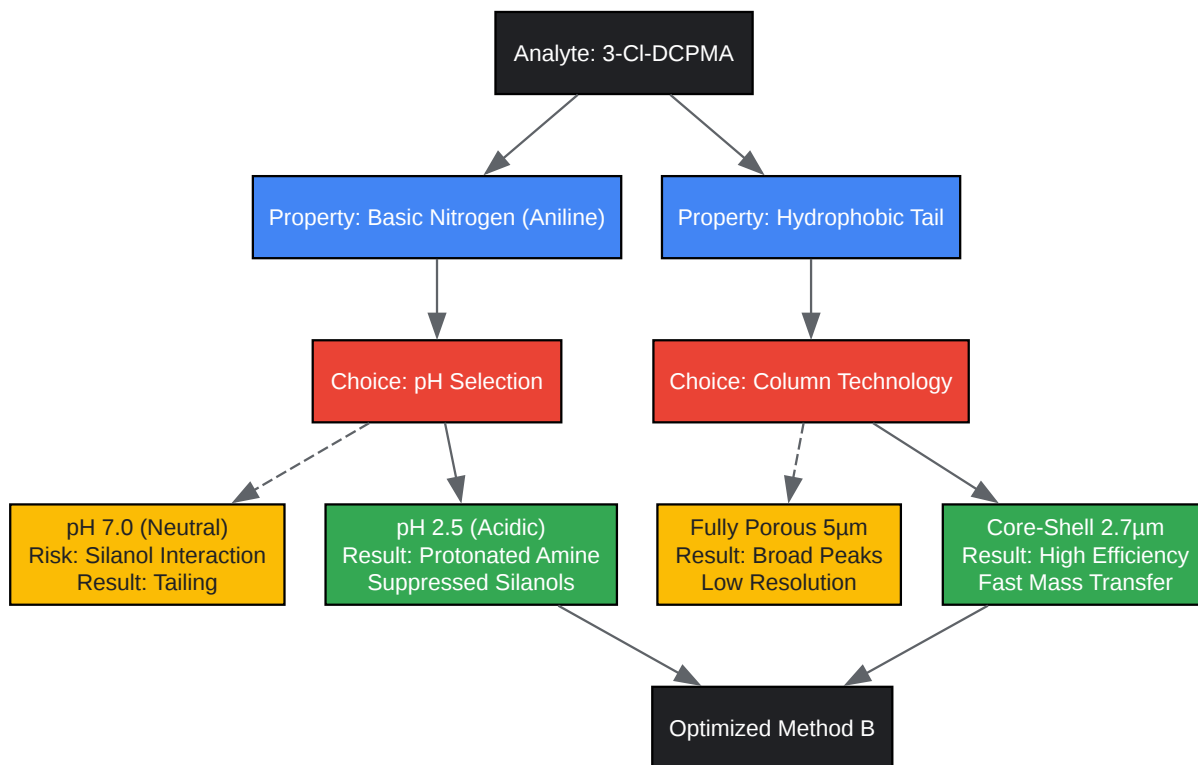 Analyte: 3-Cl-DCPMA
Property: Basic Nitrogen (Aniline)
Property: Hydrophobic Tail
Choice: pH Selection
Choice: Column Technology
pH 7.0 (Neutral)
Risk: Silanol Interaction
Result: Tailing
pH 2.5 (Acidic)
Result: Protonated Amine
Suppressed Silanols
Fully Porous 5µm
Result: Broad Peaks
Low Resolution
Core-Shell 2.7µm
Result: High Efficiency
Fast Mass Transfer
Optimized Method B